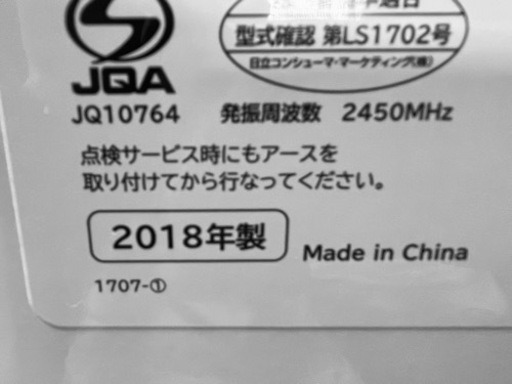 型式確認 第LS1702号
日立コンシューマ・マーケティング(株)
JQA
JQ10764
発振周波数 2450MHz
点検サービス時にもアースを
取り付けてから行なってください。
2018年製
Made in China
1707-①